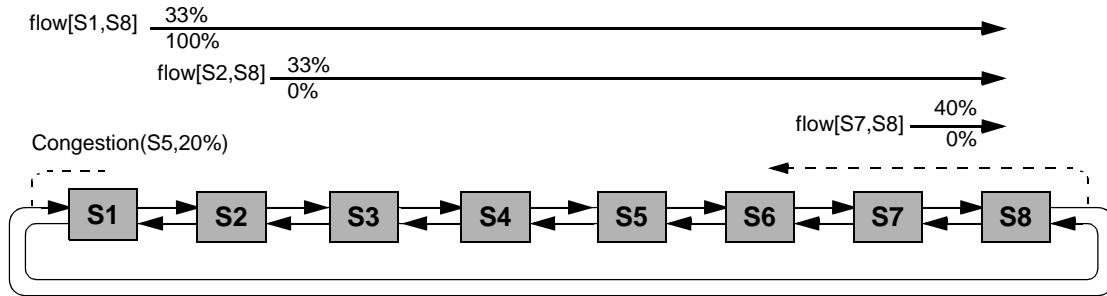 flow[S1,S8] 33%
100%
flow[S2,S8] 33%
0%
flow[S7,S8] 40%
0%
Congestion(S5,20%)
S1 S2 S3 S4 S5 S6 S7 S8